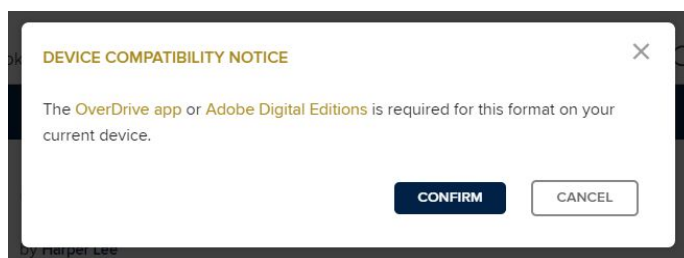 DEVICE COMPATIBILITY NOTICE
The OverDrive app or Adobe Digital Editions is required for this format on your
current device.
CONFIRM
CANCEL
by Harper Lee